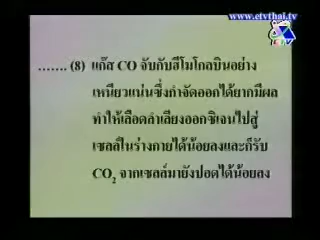 www.etvthai.tv
ETV
....... (8) แก๊ส CO จับกับฮีโมโกลบินอย่าง
เหนียวแน่นซึ่งกำจัดออกได้ยากมีผล
ทำให้เลือดลำเลียงออกซิเจนไปสู่
เซลล์ในร่างกายได้น้อยลงและก็รับ
CO₂ จากเซลล์มายังปอดได้น้อยลง